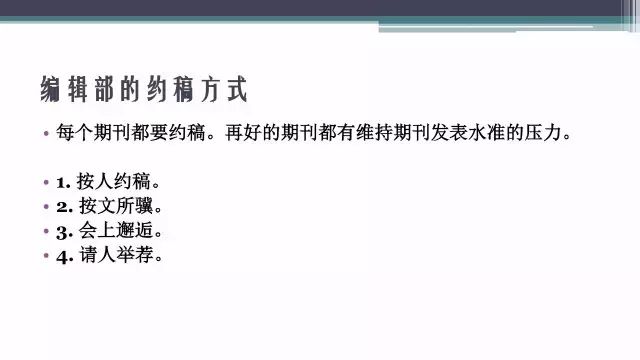 编辑部的约稿方式
• 每个期刊都要约稿。再好的期刊都有维持期刊发表水准的压力。
• 1. 按人约稿。
• 2. 按文所骥。
• 3. 会上邂逅。
• 4. 请人举荐。